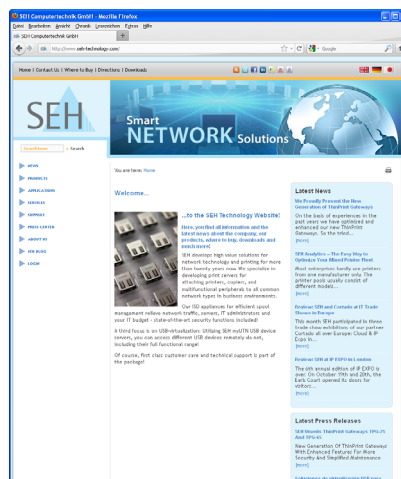 SEH Computertechnik GmbH - Mozilla Firefox
Datei Bearbeiten Ansicht Chronik Lesezeichen Extras Hilfe
SEH Computertechnik GmbH
http://www.seh-technology.com/
Google
Home | Contact Us | Where to Buy | Directions | Downloads
SEH
Smart
NETWORK Solutions
Search
You are here: Home
NEWS
PRODUCTS
APPLICATIONS
SERVICES
SUPPORT
PRESS CENTER
ABOUT US
SEH BLOG
LOGIN
Welcome...
...to the SEH Technology Website!
Here, you find all information and the
latest news about the company, our
products, where to buy, downloads and
much more!
SEH develops high value solutions for
network technology and printing for more
than twenty years now. We specialize in
developing print servers for
attaching printers, copiers, and
multifunctional peripherals to all common
network types in business environments.
Our ISD appliances for efficient spool
management relieve network traffic, servers, IT administrators and
your IT budget - state-of-the-art security functions included!
A third focus is on USB-virtualization: Utilizing SEH myUTN USB device
servers, you can access different USB devices remotely via net,
including their full functional range!
Of course, first class customer care and technical support is part of
the package!
Latest News
We Proudly Present the New
Generation of ThinPrint Gateways
On the basis of experiences in the
past years we have optimized and
enhanced our new ThinPrint
Gateways. So the tried...
[more]
SEH Analytics - The Easy Way to
Optimize Your Mixed Printer Fleet
Most enterprises hardly use printers
from one manufacturer only. The
printer pools usually consist of
different models...
[more]
Review: SEH and Cortado at IT Trade
Shows in Europe
This month SEH participated in three
trade show exhibitions of our partner
Cortado all over Europe: Cloud & IP
Expo in...
[more]
Review: SEH at IP EXPO in London
The 6th annual edition of IP EXPO is
over. On October 19th and 20th, the
Earls Court opened its doors for
visitors...
[more]
Latest Press Releases
SEH Unveils ThinPrint Gateways TPG-25
And TPG-65
New Generation Of ThinPrint Gateways
With Enhanced Features For More
Security And Simplified Maintenance
[more]